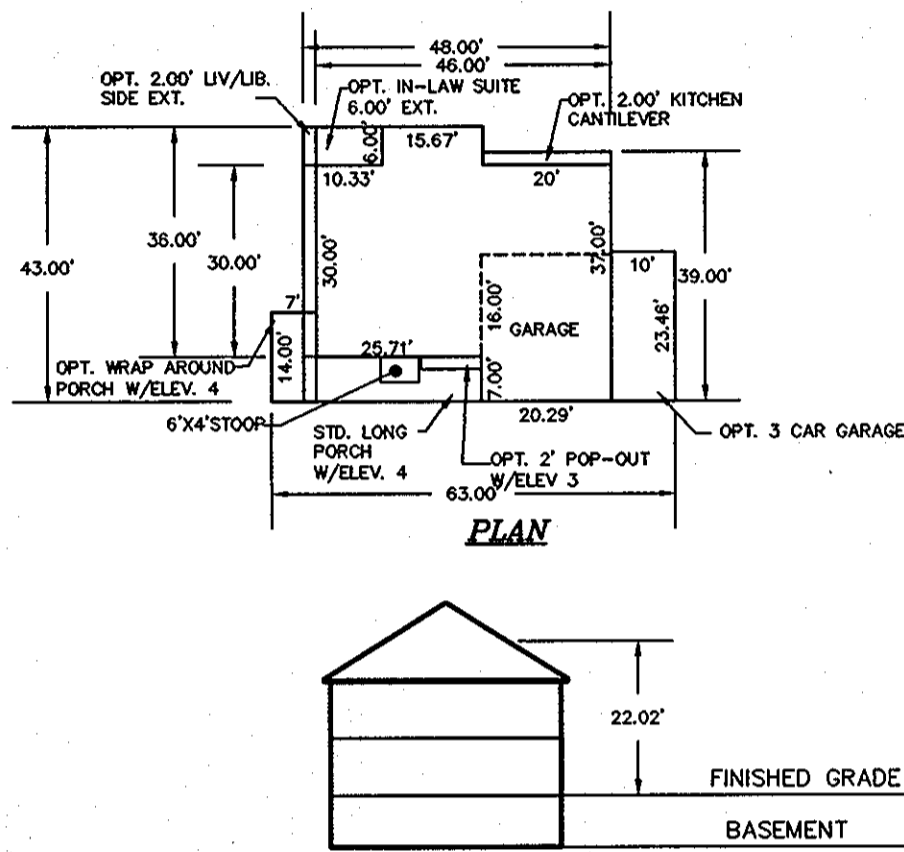 48.00'
46.00'
OPT. 2.00' LIV/LIB.
SIDE EXT.
OPT. IN-LAW SUITE
6.00' EXT.
OPT. 2.00' KITCHEN
CANTILEVER
6.00'
15.67'
10.33'
20'
43.00'
36.00'
30.00'
30.00'
37.00'
10'
39.00'
7'
16.00'
GARAGE
23.46'
14.00'
25.71'
7.00'
OPT. WRAP AROUND
PORCH W/ELEV. 4
6'X4'STOOP
20.29'
STD. LONG
PORCH
W/ELEV. 4
OPT. 2' POP-OUT
W/ELEV 3
OPT. 3 CAR GARAGE
63.00'
PLAN
22.02'
FINISHED GRADE
BASEMENT